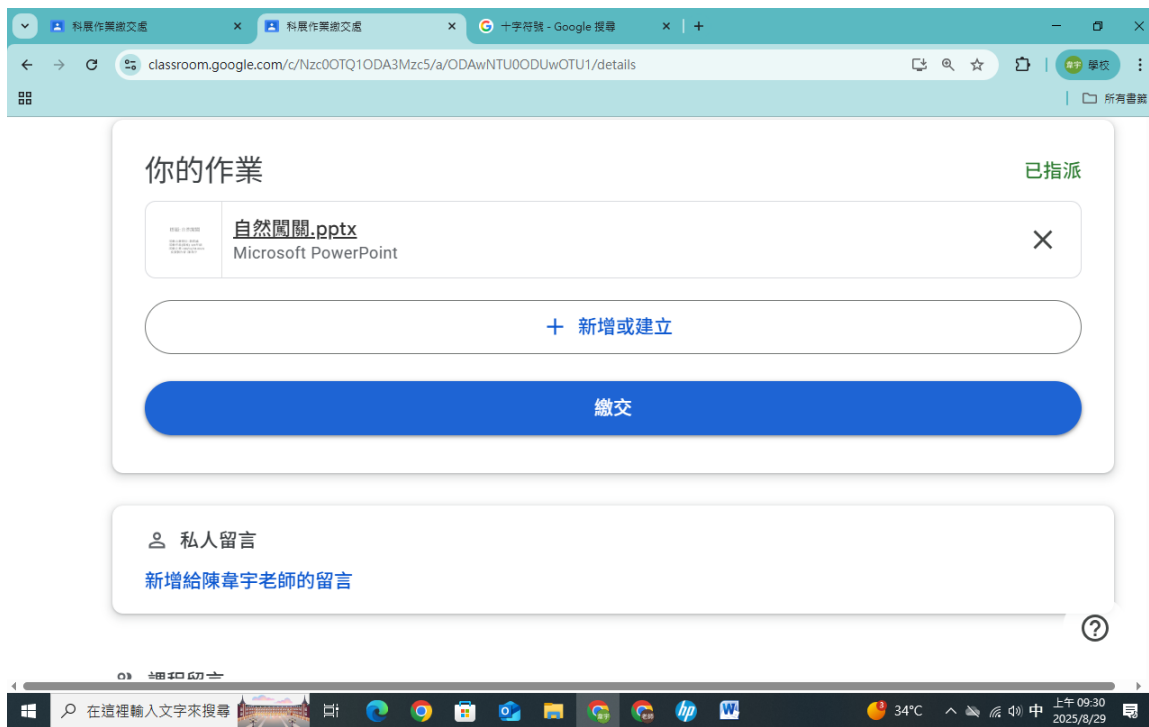 科展作業繳交處
科展作業繳交處
十字符號 - Google 搜尋
classroom.google.com/c/Nzc0OTQ1ODA3Mzc5/a/ODAwNTU0ODUwOTU1/details
學校
所有書籤
你的作業
已指派
自然闖關.pptx
Microsoft PowerPoint
+ 新增或建立
繳交
私人留言
新增給陳韋宇老師的留言
課程留言
在這裡輸入文字來搜尋
34°C
中
上午 09:30
2025/8/29